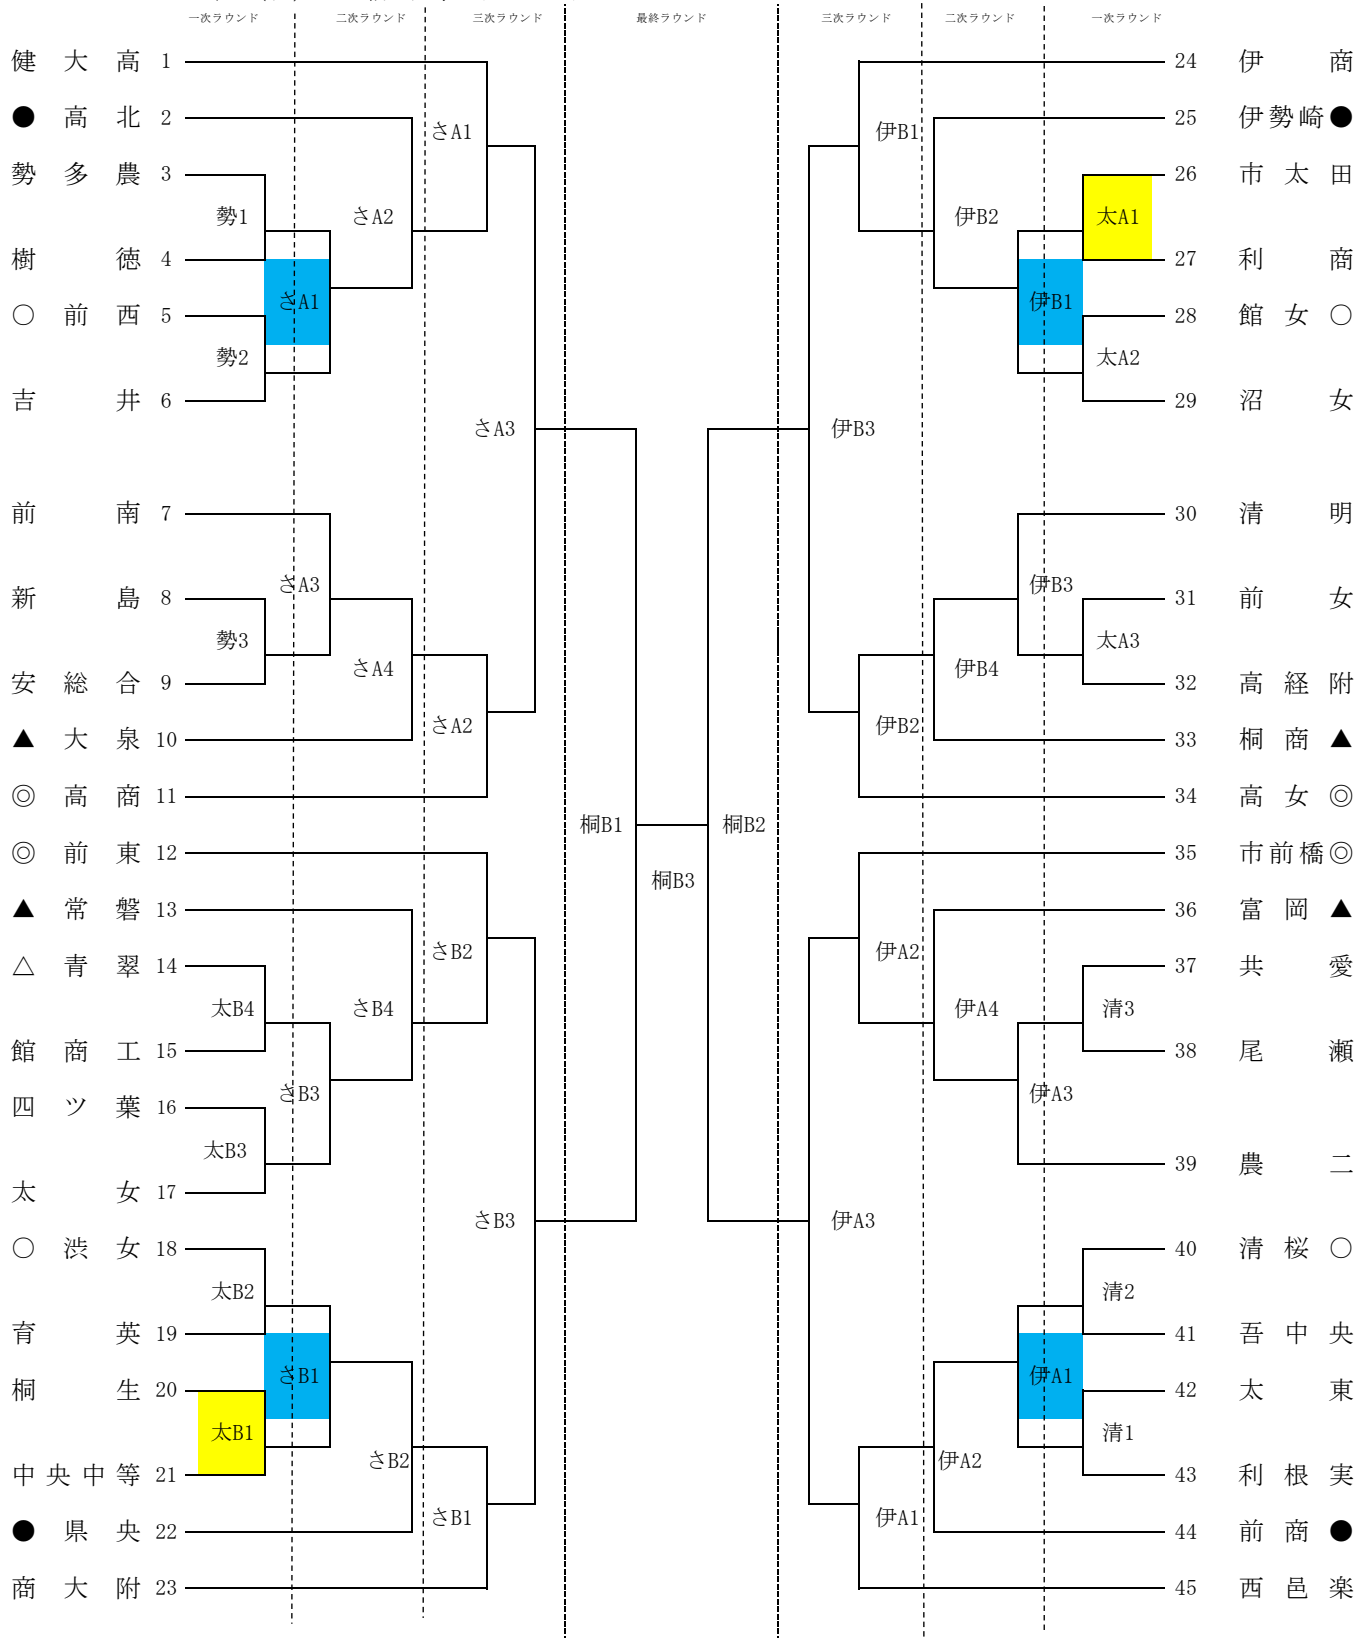 一次ラウンド 二次ラウンド 三次ラウンド 最終ラウンド 三次ラウンド 二次ラウンド 一次ラウンド
健大高 1 24 伊商
●高北 2 さA1 伊B1 25 伊勢崎●
勢多農 3 26 市太田
勢1 さA2 伊B2 太A1
樹徳 4 27 利商
○前西 5 さA1 伊B1 28 館女○
勢2 太A2
吉井 6 29 沼女
さA3 伊B3
前南 7 30 清明
さA3 伊B3
新島 8 31 前女
勢3 さA4 伊B4 太A3
安総合 9 32 高経附
▲大泉 10 さA2 伊B2 33 桐商▲
◎高商 11 34 高女◎
桐B1 桐B2
◎前東 12 35 市前橋◎
桐B3
▲常磐 13 36 富岡▲
さB2 伊A2
△青翠 14 37 共愛
太B4 さB4 伊A4 清3
館商工 15 38 尾瀬
さB3 伊A3
四ツ葉 16
太B3 39 農二
太女 17
さB3 伊A3
○渋女 18 40 清桜○
太B2 清2
育英 19 41 吾中央
さB1 伊A1
桐生 20 42 太東
太B1 清1
さB2 伊A2
中央中等 21 43 利根実
さB1 伊A1
●県央 22 44 前商●
商大附 23 45 西邑楽